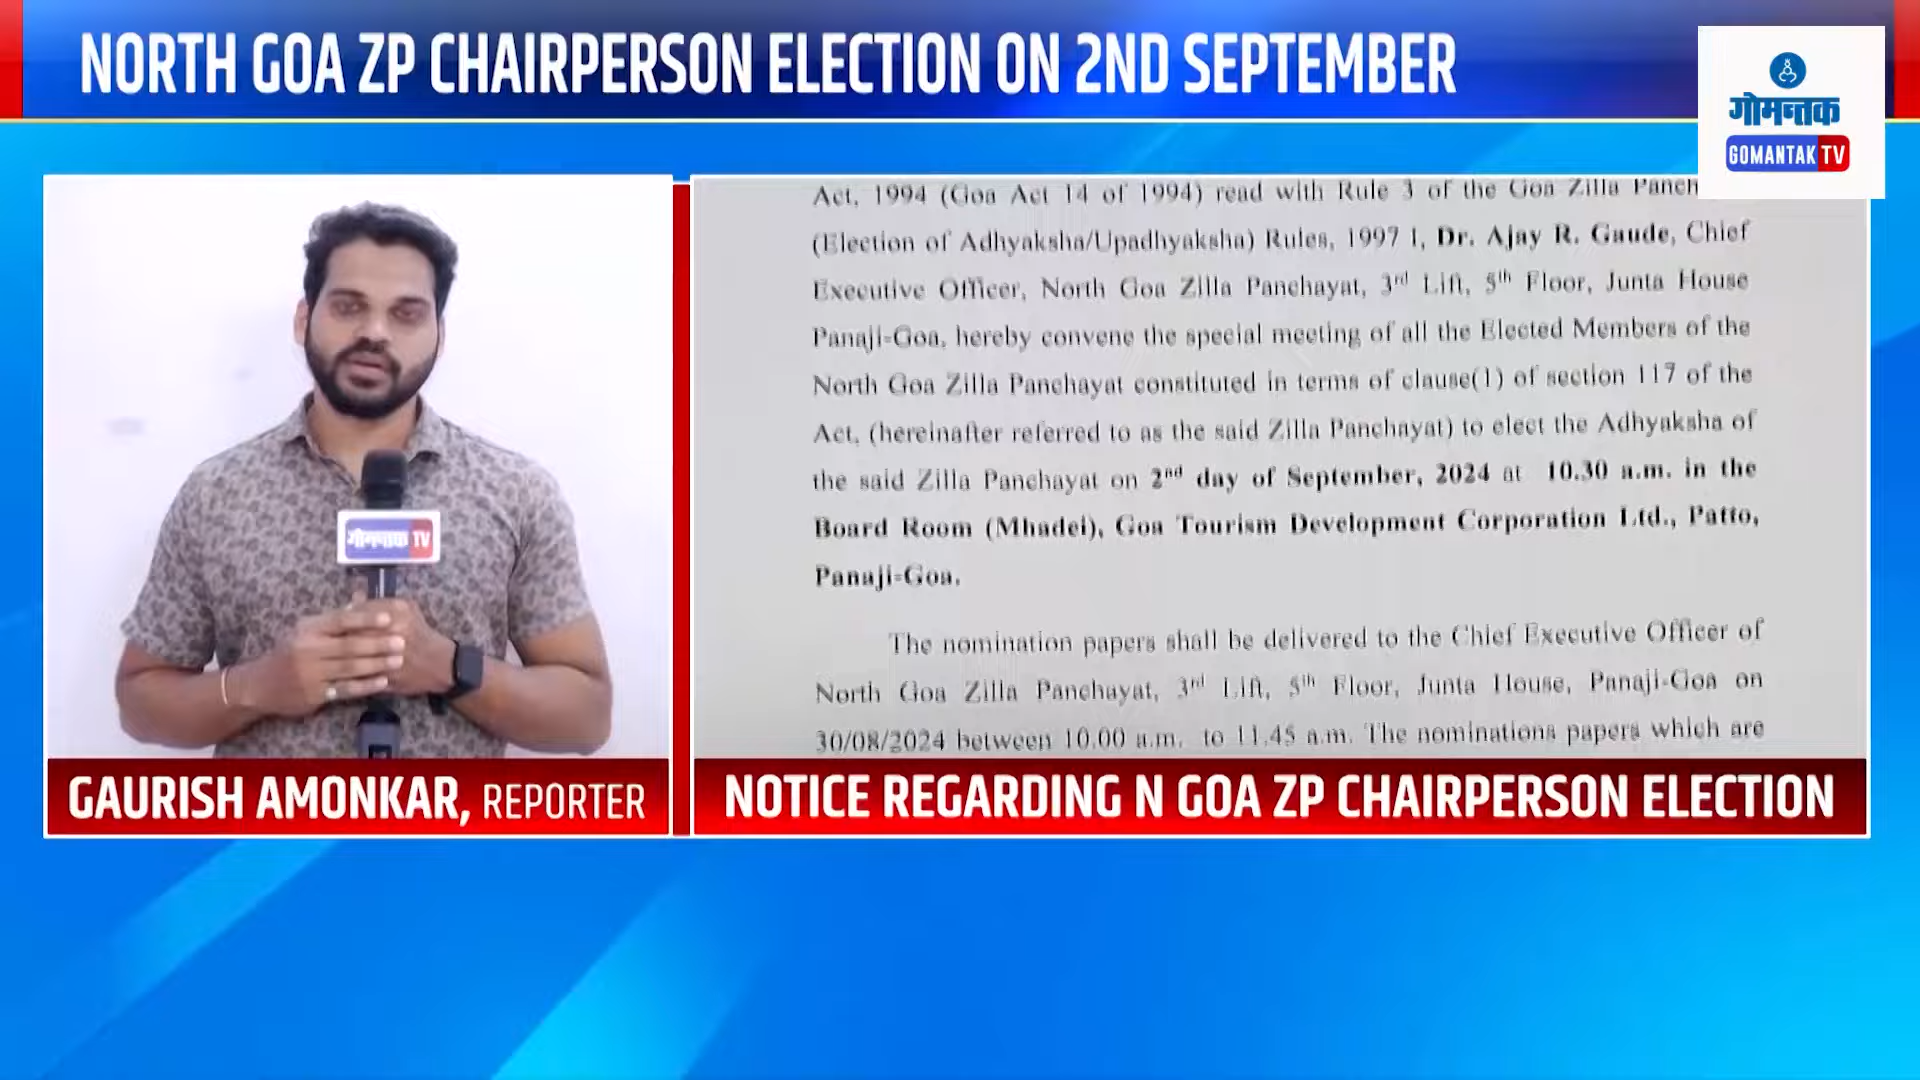 NORTH GOA ZP CHAIRPERSON ELECTION ON 2ND SEPTEMBER
गोमन्तक
GOMANTAK TV
Act, 1994 (Goa Act 14 of 1994) read with Rule 3 of the Goa Zilla
(Election of Adhyaksha/Upadhyaksha) Rules, 1997 I, Dr. Ajay R. Gaude, Chief
Executive Officer, North Goa Zilla Panchayat, 3rd Lift, 5th Floor, Junta House
Panaji-Goa, hereby convene the special meeting of all the Elected Members of the
North Goa Zilla Panchayat constituted in terms of clause(1) of section 117 of the
Act, (hereinafter referred to as the said Zilla Panchayat) to elect the Adhyaksha of
the said Zilla Panchayat on 2nd day of September, 2024 at 10.30 a.m. in the
Board Room (Mhadei), Goa Tourism Development Corporation Ltd., Patto,
Panaji-Goa.
The nomination papers shall be delivered to the Chief Executive Officer of
North Goa Zilla Panchayat, 3rd Lift, 5th Floor, Junta House, Panaji-Goa on
30/08/2024 between 10.00 a.m. to 11.45 a.m. The nominations papers which are
गोमन्तक TV
GAURISH AMONKAR, REPORTER
NOTICE REGARDING N GOA ZP CHAIRPERSON ELECTION